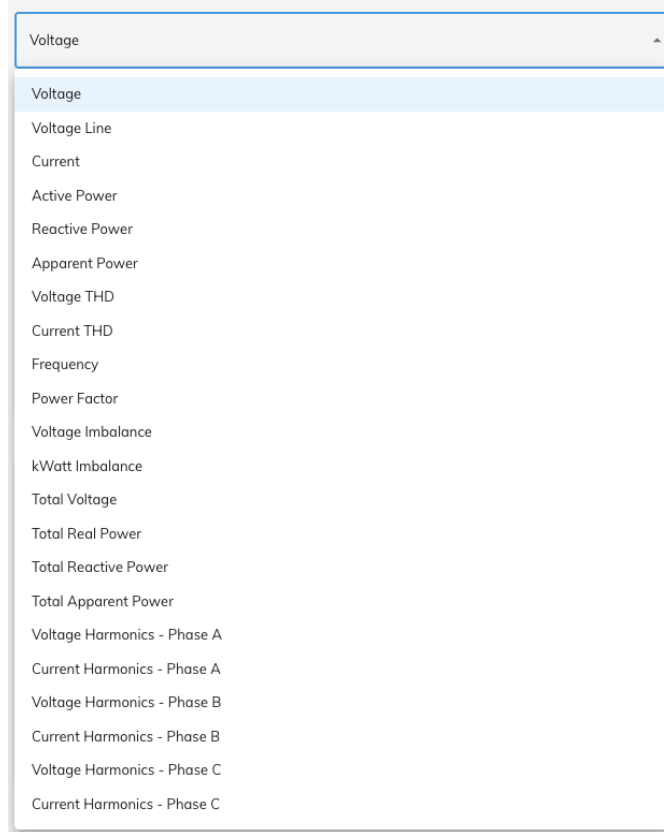 Voltage
Voltage
Voltage Line
Current
Active Power
Reactive Power
Apparent Power
Voltage THD
Current THD
Frequency
Power Factor
Voltage Imbalance
kWatt Imbalance
Total Voltage
Total Real Power
Total Reactive Power
Total Apparent Power
Voltage Harmonics - Phase A
Current Harmonics - Phase A
Voltage Harmonics - Phase B
Current Harmonics - Phase B
Voltage Harmonics - Phase C
Current Harmonics - Phase C